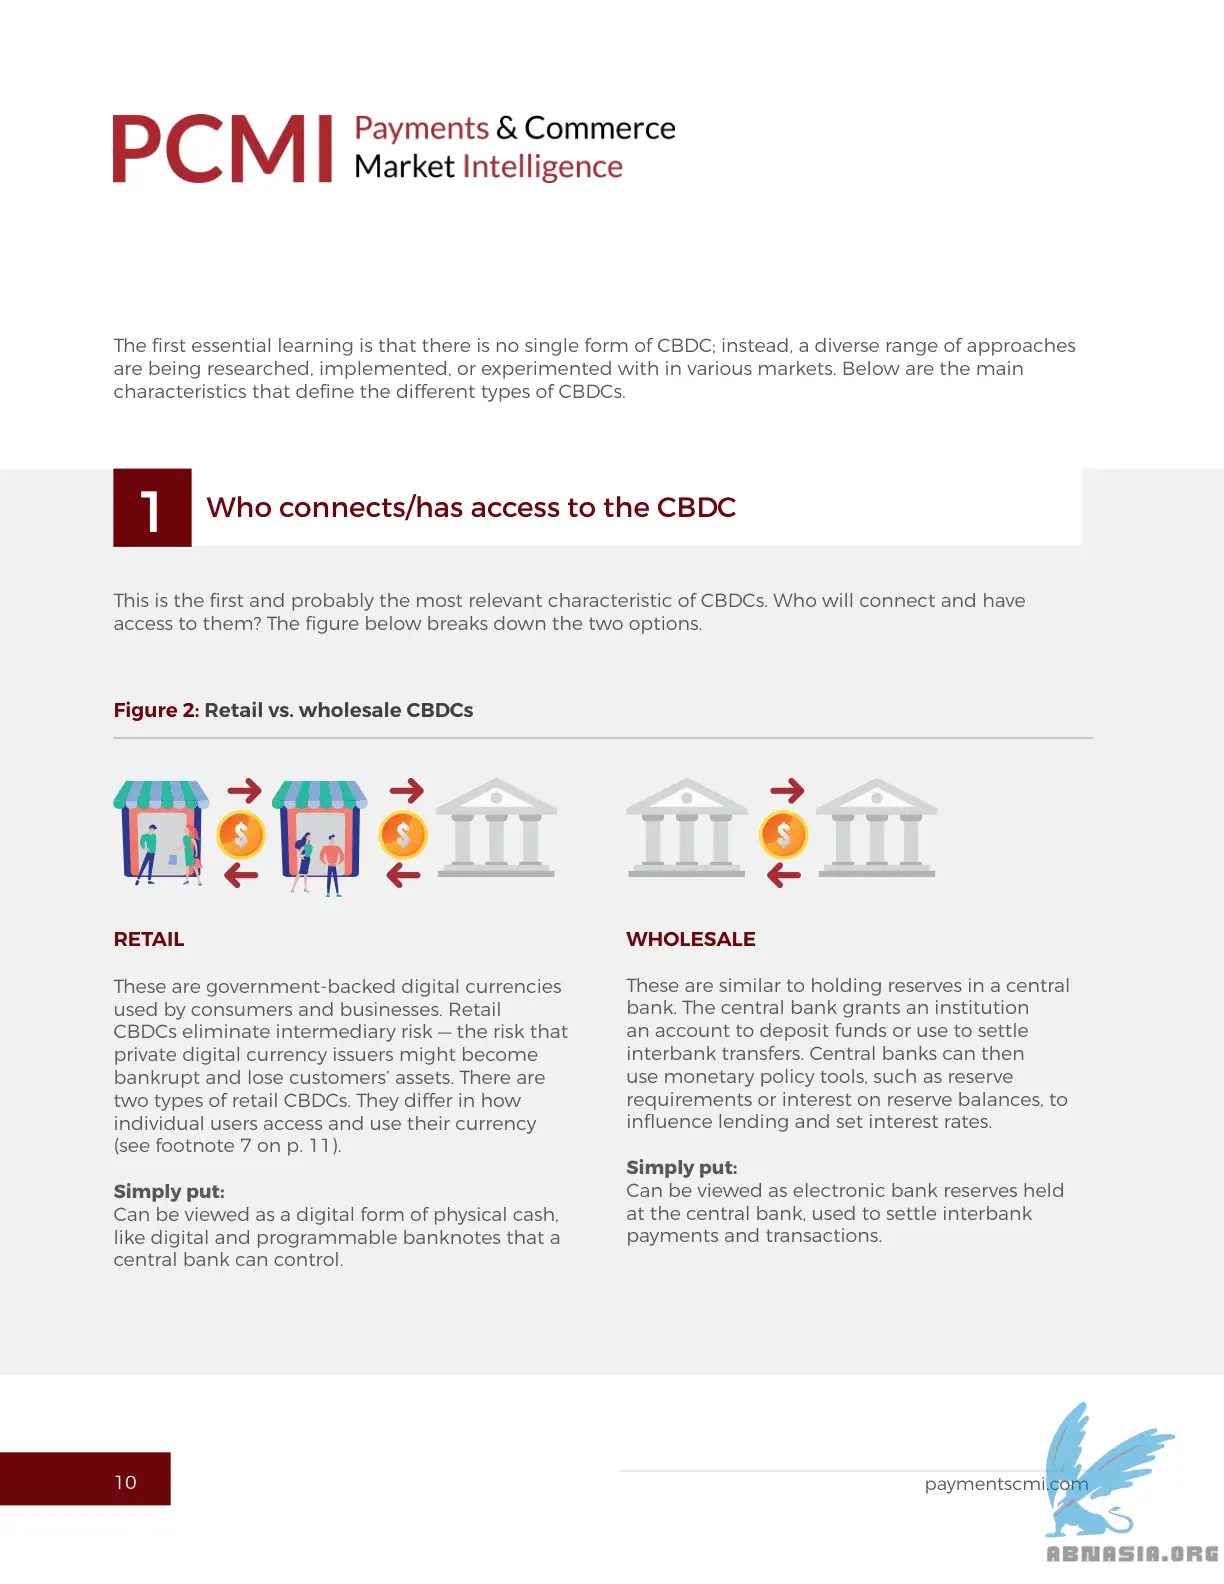 PCMI
Payments & Commerce
Market Intelligence
The first essential learning is that there is no single form of CBDC; instead, a diverse range of approaches
are being researched, implemented, or experimented with in various markets. Below are the main
characteristics that define the different types of CBDCs.
1
Who connects/has access to the CBDC
This is the first and probably the most relevant characteristic of CBDCs. Who will connect and have
access to them? The figure below breaks down the two options.
Figure 2: Retail vs. wholesale CBDCs
$
$
$
RETAIL
These are government-backed digital currencies
used by consumers and businesses. Retail
CBDCs eliminate intermediary risk — the risk that
private digital currency issuers might become
bankrupt and lose customers’ assets. There are
two types of retail CBDCs. They differ in how
individual users access and use their currency
(see footnote 7 on p. 11).
Simply put:
Can be viewed as a digital form of physical cash,
like digital and programmable banknotes that a
central bank can control.
WHOLESALE
These are similar to holding reserves in a central
bank. The central bank grants an institution
an account to deposit funds or use to settle
interbank transfers. Central banks can then
use monetary policy tools, such as reserve
requirements or interest on reserve balances, to
influence lending and set interest rates.
Simply put:
Can be viewed as electronic bank reserves held
at the central bank, used to settle interbank
payments and transactions.
10
paymentscmi.com
ABNASIA.ORG